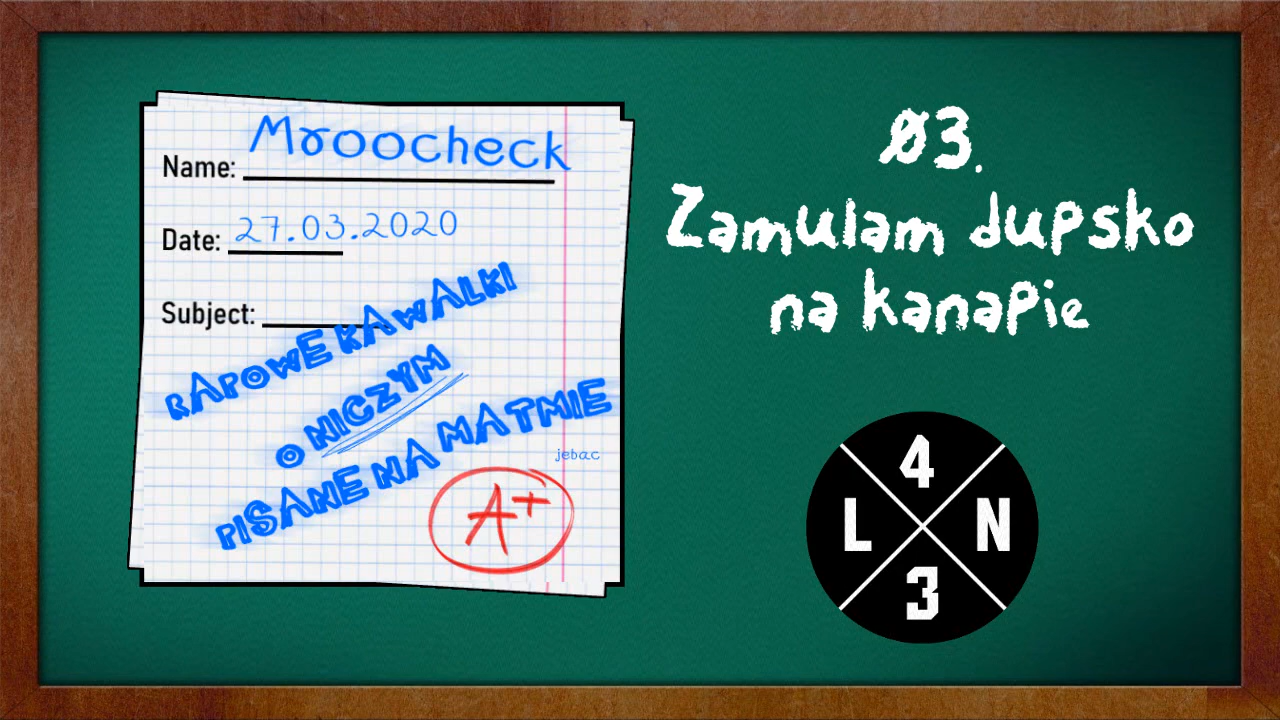 Name: Mroocheck
Date: 27.03.2020
Subject:
RAPOWE KAWAŁKI
O NICZYM
PISANE NA MATMIE
jebac
A+
03.
Zamulam dupsko
na kanapie
4
L N
3